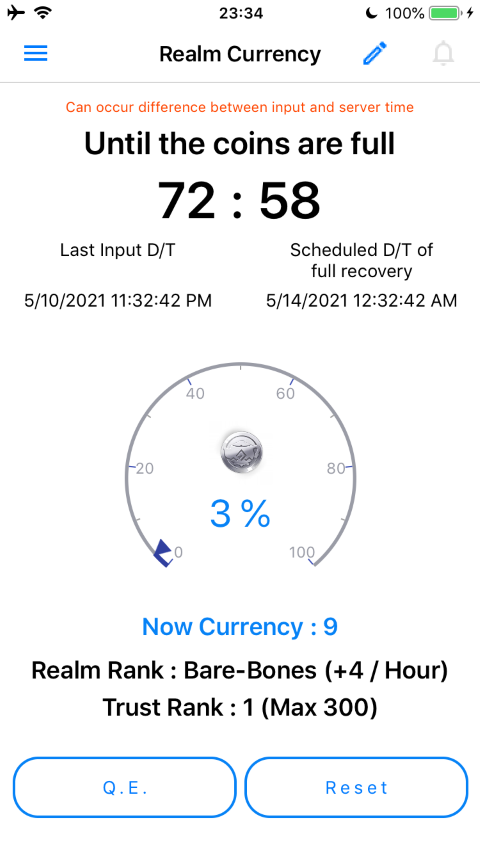 23:34
100%
Realm Currency
Can occur difference between input and server time
Until the coins are full
72 : 58
Last Input D/T
Scheduled D/T of
full recovery
5/10/2021 11:32:42 PM
5/14/2021 12:32:42 AM
40
60
20
80
3 %
0
100
Now Currency : 9
Realm Rank : Bare-Bones (+4 / Hour)
Trust Rank : 1 (Max 300)
Q.E.
Reset